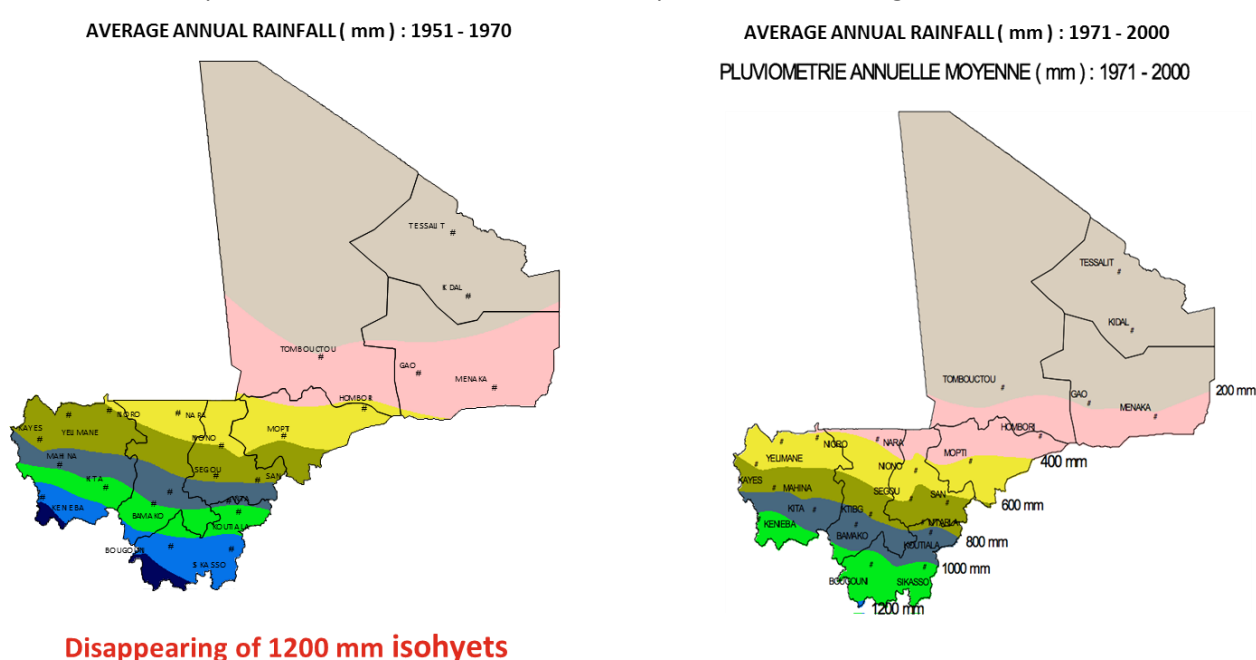 AVERAGE ANNUAL RAINFALL ( mm ) : 1951 - 1970
TESSALIT
KIDAL
TOMBOUCTOU
GAO
MENAKA
HOMBOR
NIORO
NARA
KAYES
YELIMANE
NIONO
MOPTI
MAHINA
SEGOU
SAN
KITA
KENIEBA
BAMAKO
KOUTIALA
BOUGOUN
SIKASSO
Disappearing of 1200 mm isohyets
AVERAGE ANNUAL RAINFALL ( mm ) : 1971 - 2000
PLUVIOMETRIE ANNUELLE MOYENNE ( mm ) : 1971 - 2000
TESSALIT
KIDAL
TOMBOUCTOU
GAO
MENAKA
200 mm
HOMBORI
NIORO
NARA
MOPTI
400 mm
YELIMANE
NIONO
KAYES
MAHINA
SEGOU
SAN
600 mm
KITA
KENIEBA
BAMAKO
KOUTIALA
800 mm
1000 mm
BOUGOUNI
SIKASSO
1200 mm